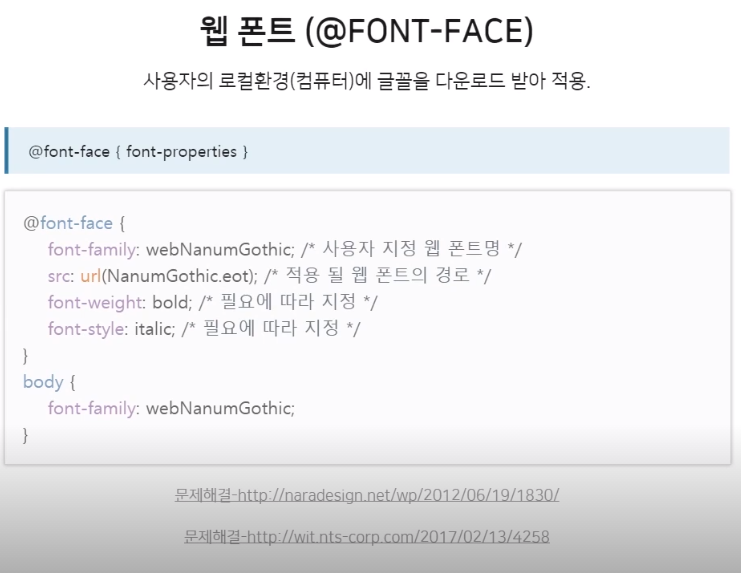 웹 폰트 (@FONT-FACE)
사용자의 로컬환경(컴퓨터)에 글꼴을 다운로드 받아 적용.
@font-face { font-properties }
@font-face {
font-family: webNanumGothic; /* 사용자 지정 웹 폰트명 */
src: url(NanumGothic.eot); /* 적용 될 웹 폰트의 경로 */
font-weight: bold; /* 필요에 따라 지정 */
font-style: italic; /* 필요에 따라 지정 */
}
body {
font-family: webNanumGothic;
}
문제해결-http://naradesign.net/wp/2012/06/19/1830/
문제해결-http://wit.nts-corp.com/2017/02/13/4258